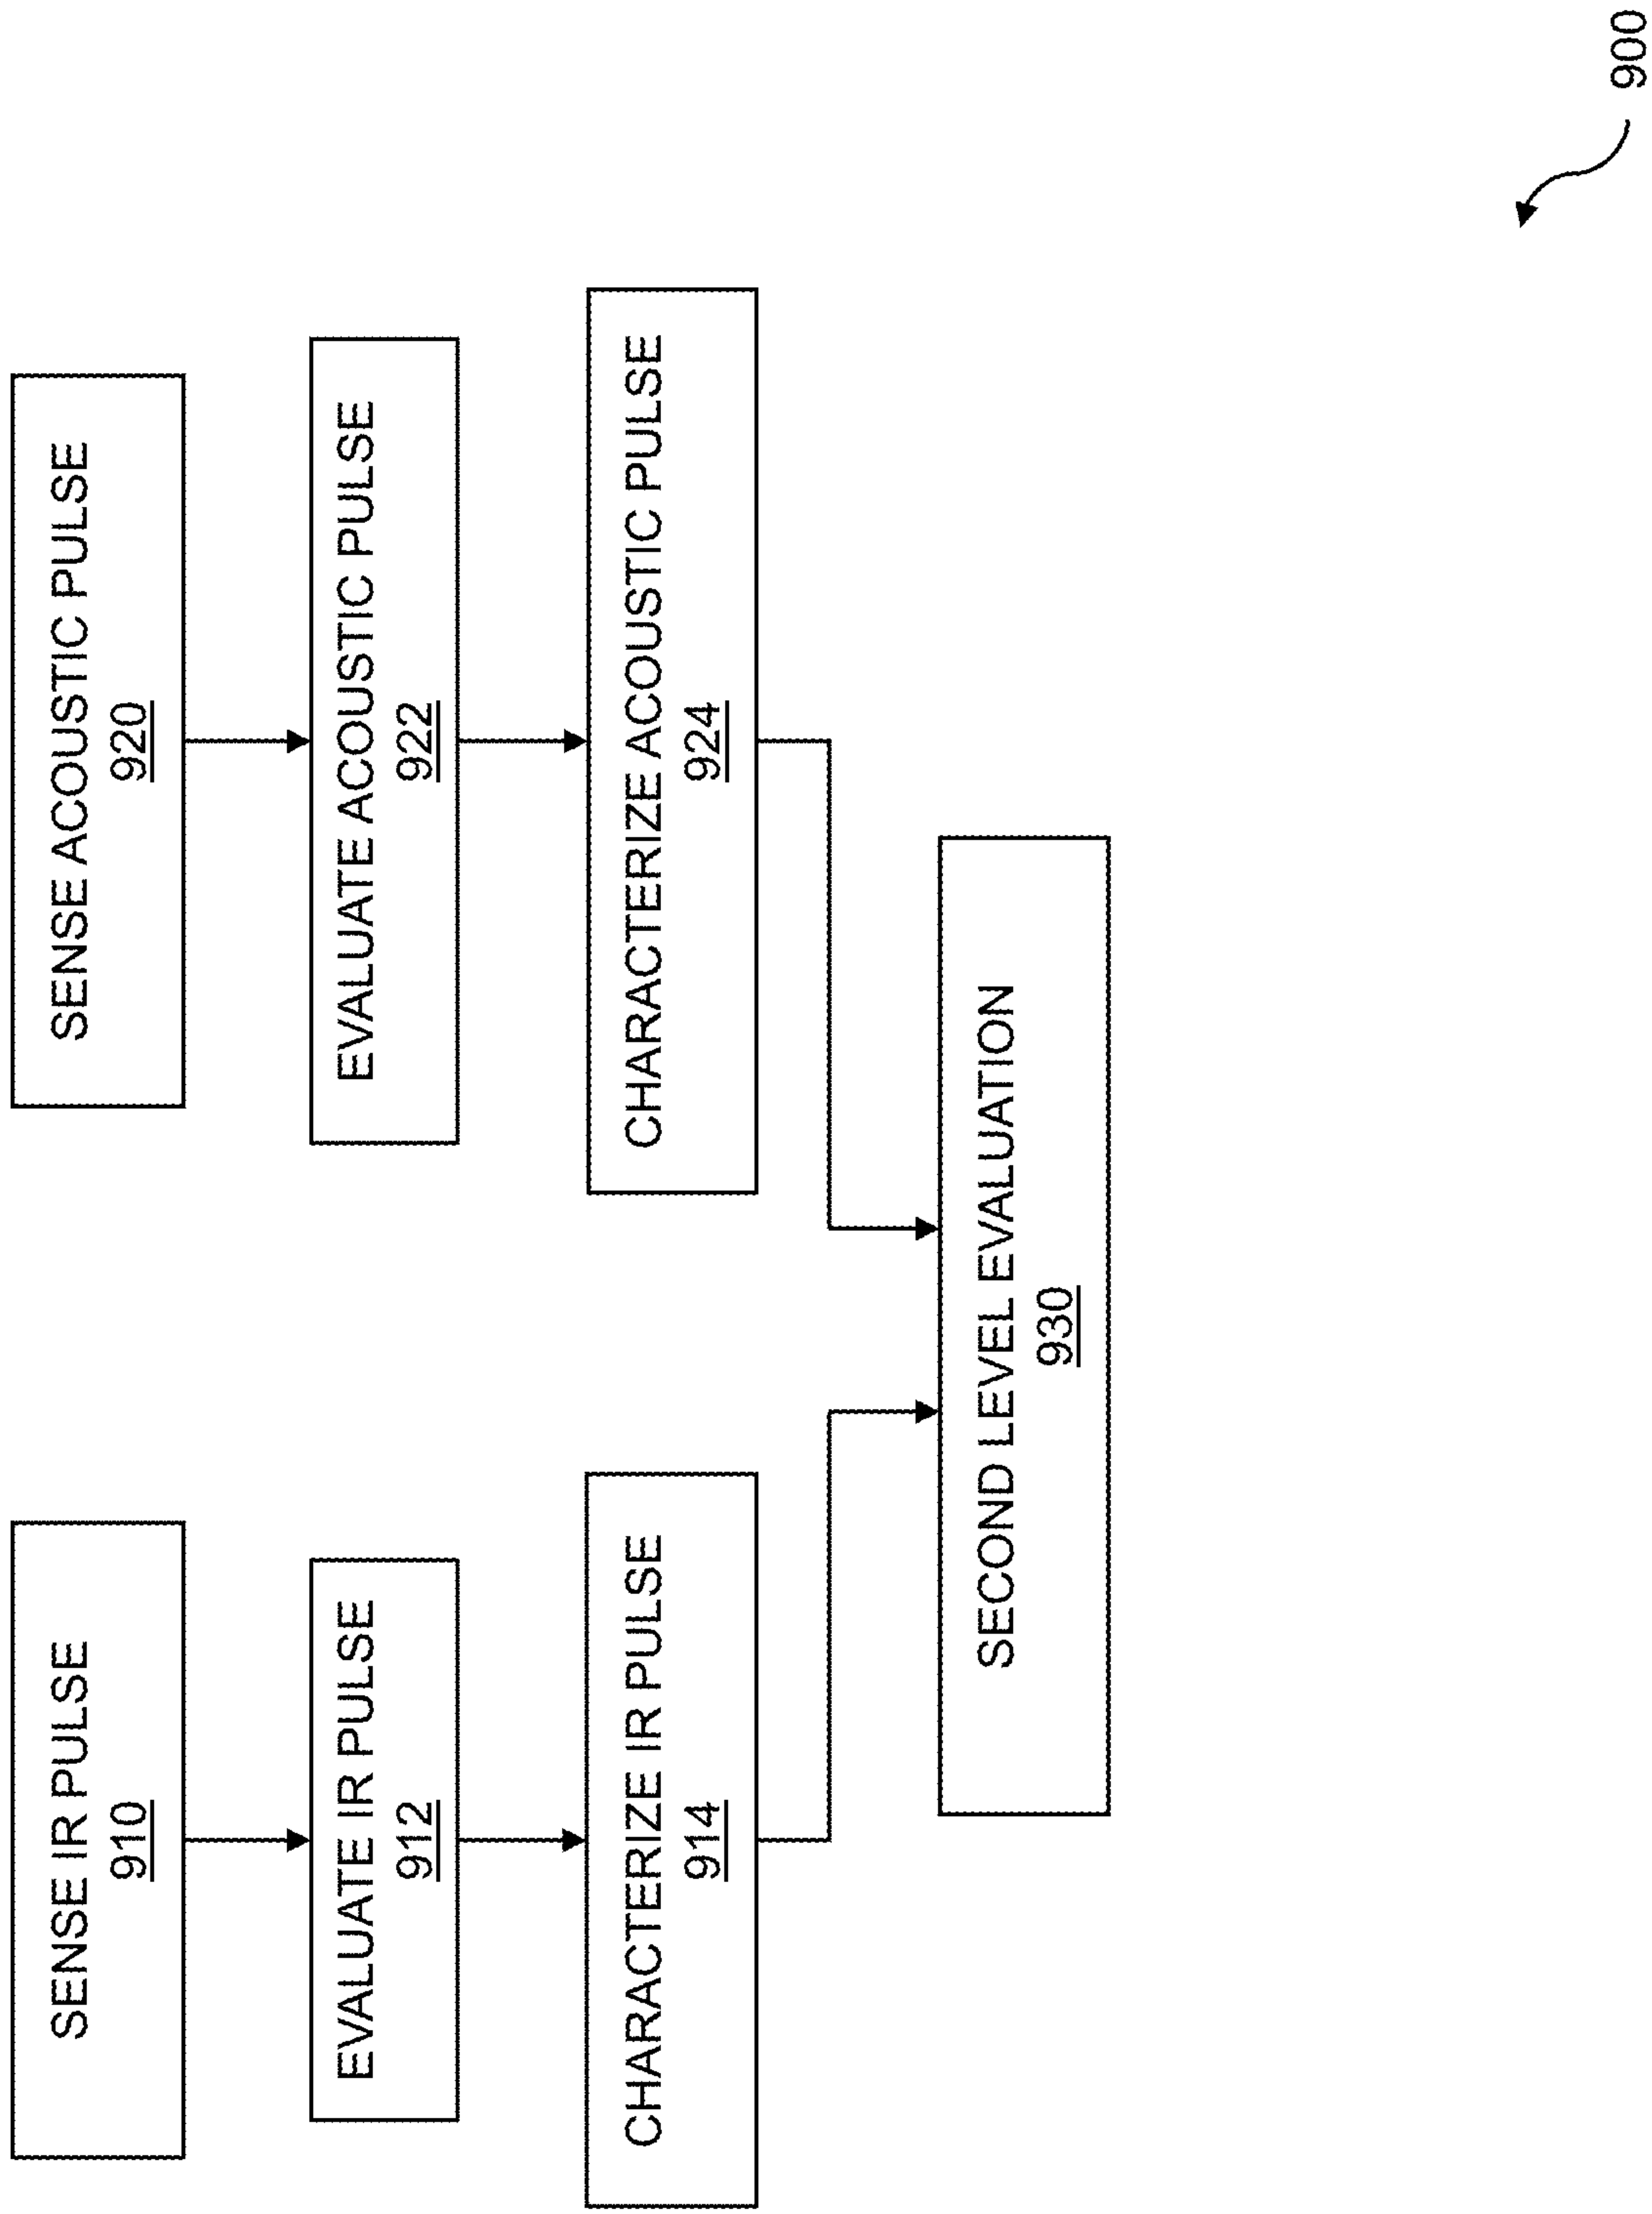 SENSE IR PULSE
910
EVALUATE IR PULSE
912
CHARACTERIZE IR PULSE
914
SENSE ACOUSTIC PULSE
920
EVALUATE ACOUSTIC PULSE
922
CHARACTERIZE ACOUSTIC PULSE
924
SECOND LEVEL EVALUATION
930
900